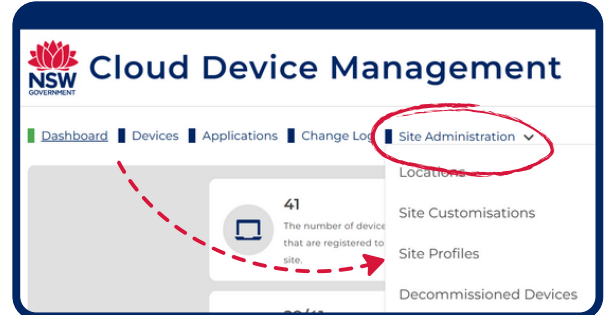 NSW
GOVERNMENT
Cloud Device Management
Dashboard Devices Applications Change Log Site Administration
Locations
Site Customisations
Site Profiles
Decommissioned Devices
41
The number of device
that are registered to
site.